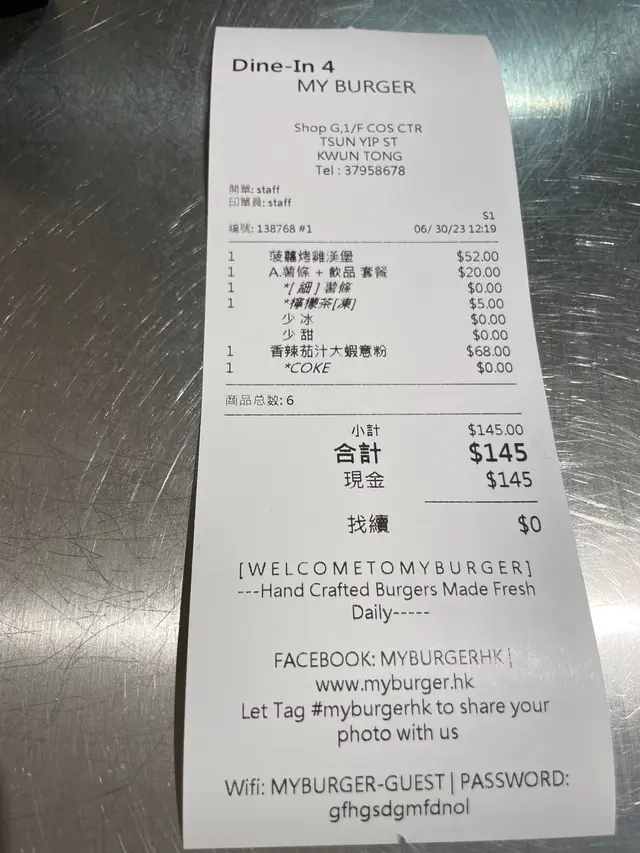 Dine-In 4
MY BURGER
Shop G,1/F COS CTR
TSUN YIP ST
KWUN TONG
Tel : 37958678
開單: staff
印單員: staff
S1
編號: 138768 #1 06/ 30/23 12:19
1 菠蘿烤雞漢堡 $52.00
1 A.薯條 + 飲品 套餐 $20.00
1 *[ 細 ] 薯條 $0.00
1 *檸檬茶[凍] $5.00
少 冰 $0.00
少 甜 $0.00
1 香辣茄汁大蝦意粉 $68.00
1 *COKE $0.00
商品总数: 6
小計 $145.00
合計 $145
現金 $145
找續 $0
[ W E L C O M E T O M Y B U R G E R ]
---Hand Crafted Burgers Made Fresh
Daily-----
FACEBOOK: MYBURGERHK |
www.myburger.hk
Let Tag #myburgerhk to share your
photo with us
Wifi: MYBURGER-GUEST | PASSWORD:
gfhgsdgmfdnol